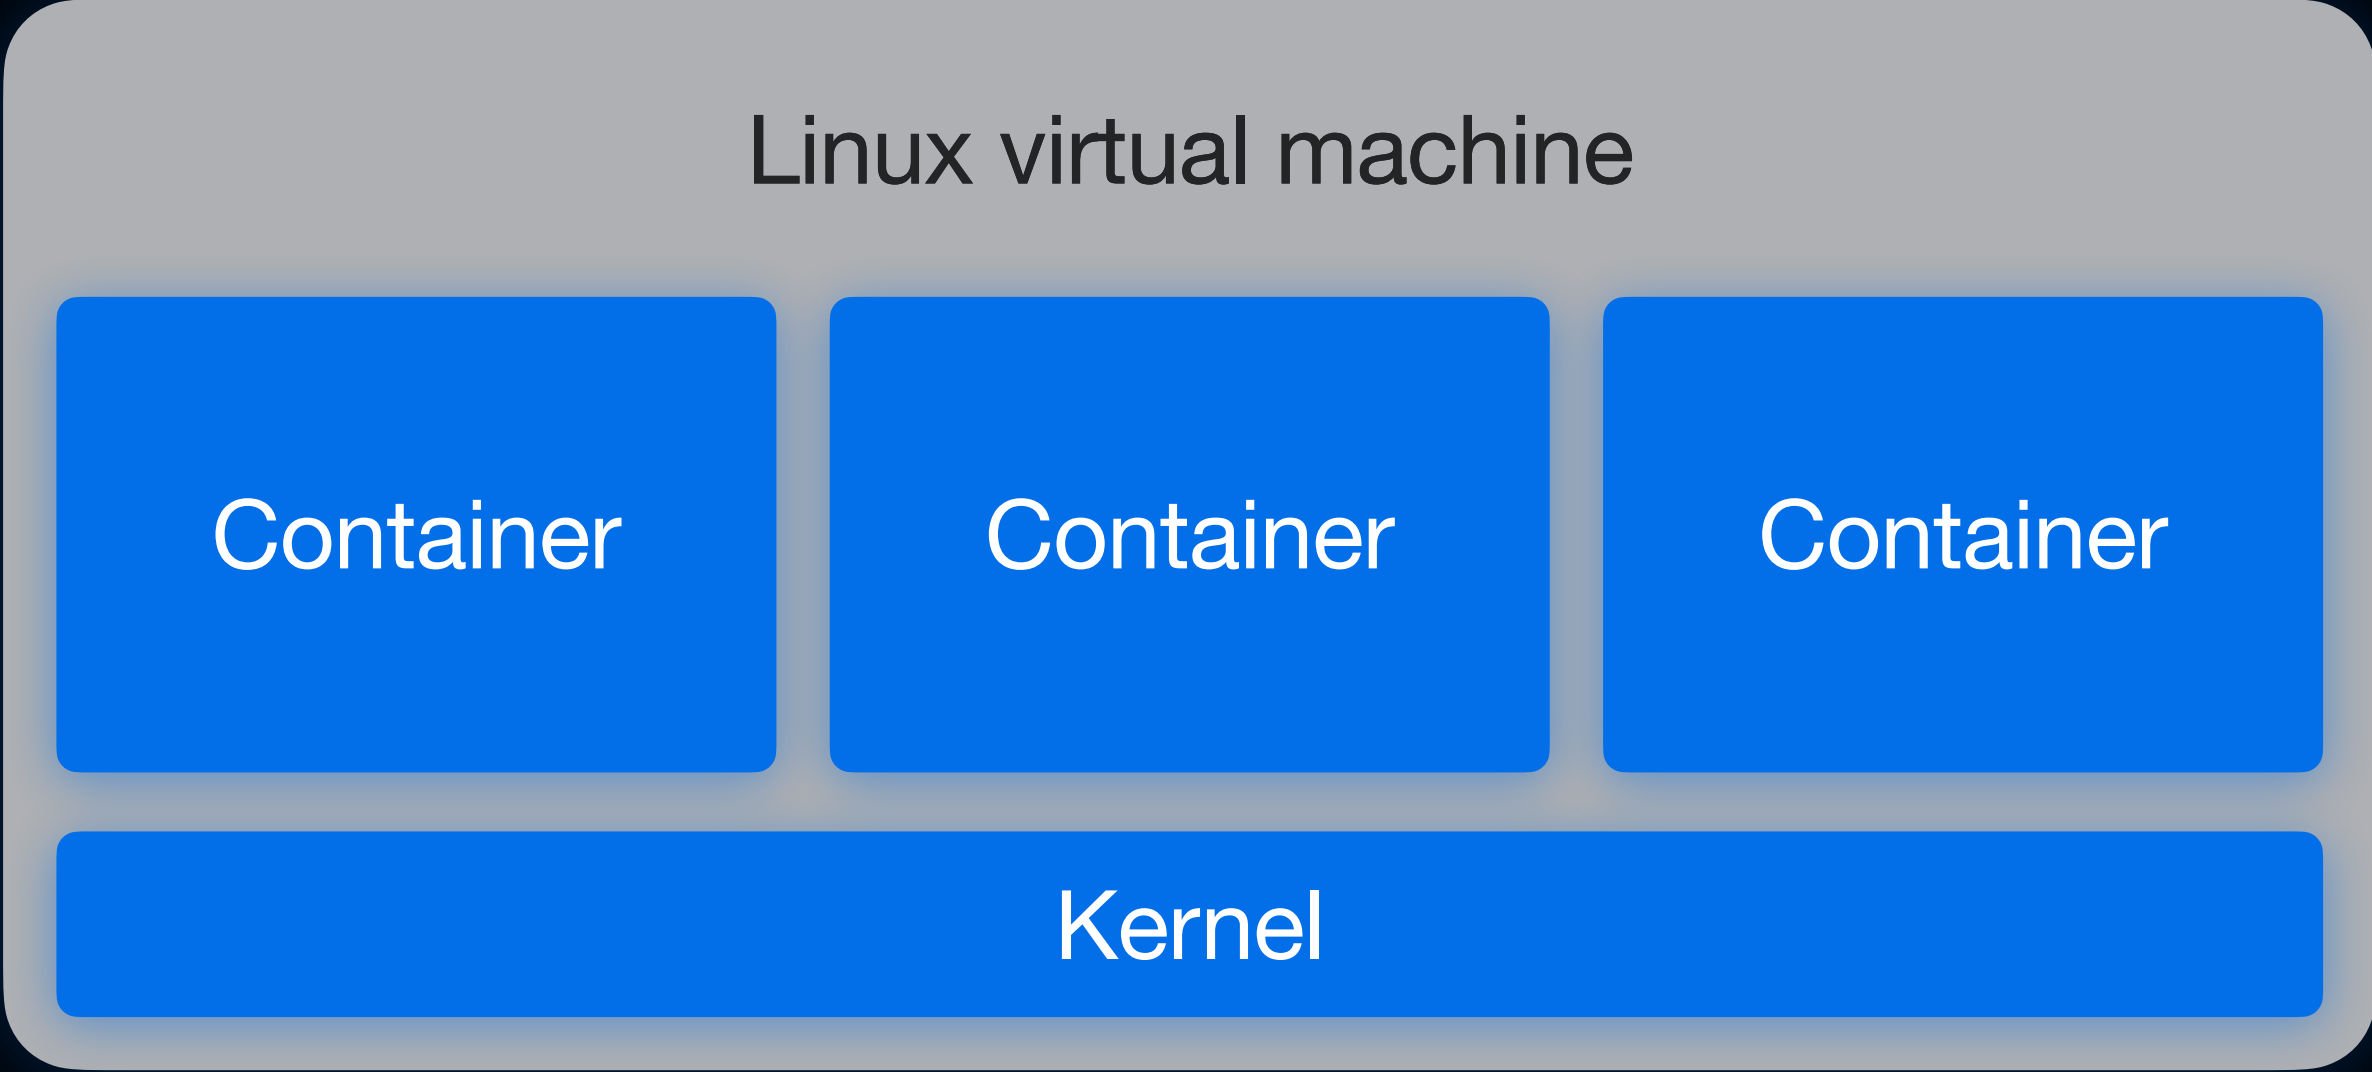 Linux virtual machine
Container
Container
Container
Kernel